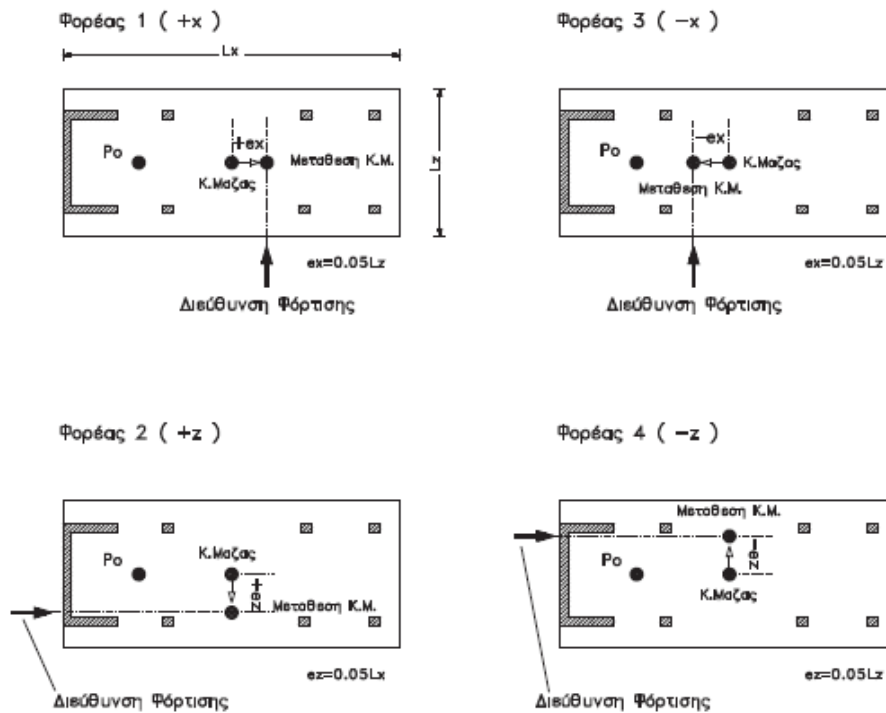 Φορέας 1 ( +x )
Lx
Po
+ex
Κ.Μαζας
Μεταθεση Κ.Μ.
Lz
ex=0.05Lz
Διεύθυνση Φόρτισης
Φορέας 3 ( −x )
Po
−ex
Κ.Μαζας
Μεταθεση Κ.Μ.
ex=0.05Lz
Διεύθυνση Φόρτισης
Φορέας 2 ( +z )
Po
Κ.Μαζας
+ez
Μεταθεση Κ.Μ.
ez=0.05Lx
Διεύθυνση Φόρτισης
Φορέας 4 ( −z )
Μεταθεση Κ.Μ.
Po
−ez
Κ.Μαζας
ez=0.05Lz
Διεύθυνση Φόρτισης